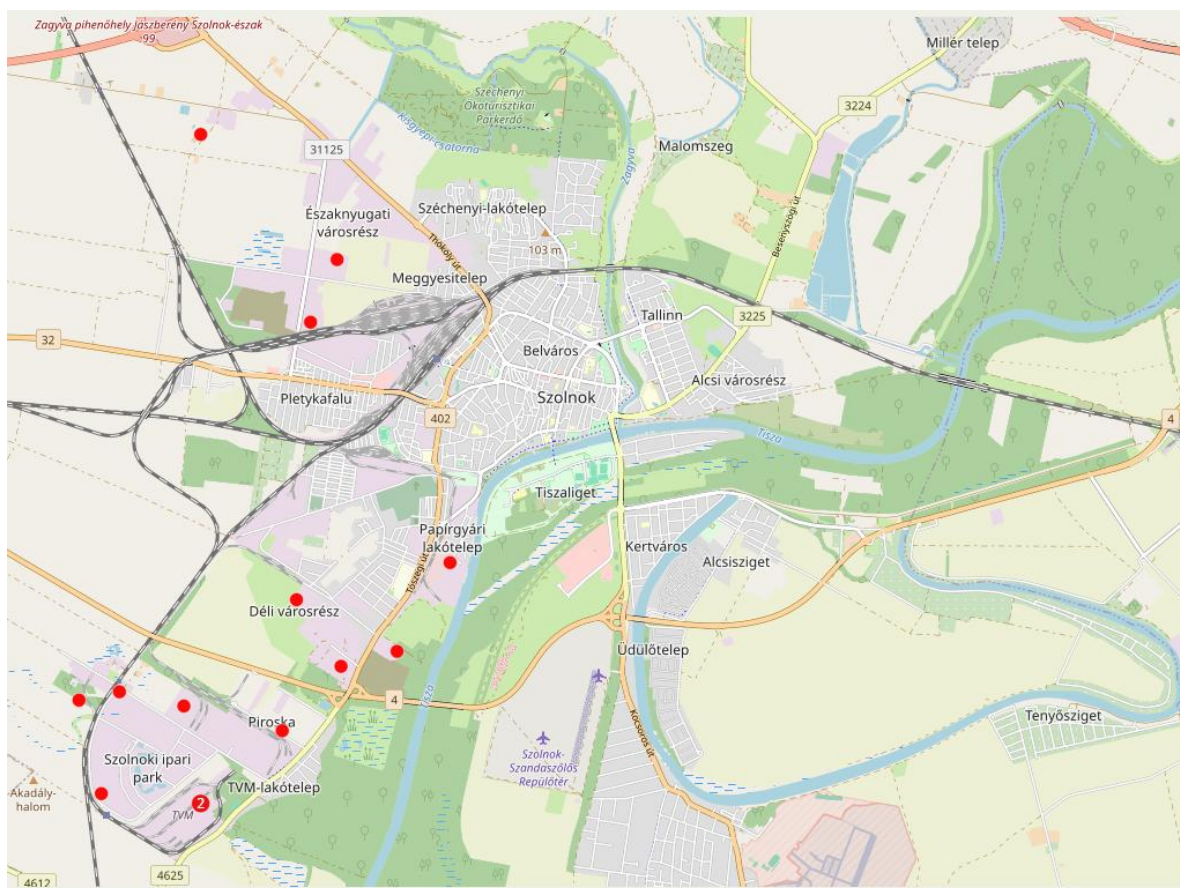 Zagyva pihenőhely Jászberény Szolnok-észak
99
Millér telep
Széchenyi
Ökoturisztikai
Parkerdő
3224
Kisgyepi-csatorna
31125
Malomszeg
Zagyva
Besenyszögi út
Széchenyi-lakótelep
Északnyugati
városrész
103 m
Thököly út
Meggyesitelep
Tallinn
3225
32
Belváros
Alcsi városrész
Pletykafalu
Szolnok
402
4
Tisza
Tiszaliget
Papírgyári
lakótelep
Kertváros
Alcsisziget
Tószegi út
Déli városrész
Üdülőtelep
4
Tisza
Piroska
Kocsoros út
Tenyősziget
Szolnoki ipari
park
Szolnok-
Szandaszőlős
Repülőtér
Akadály-
halom
TVM-lakótelep
2
TVM
4625
4612